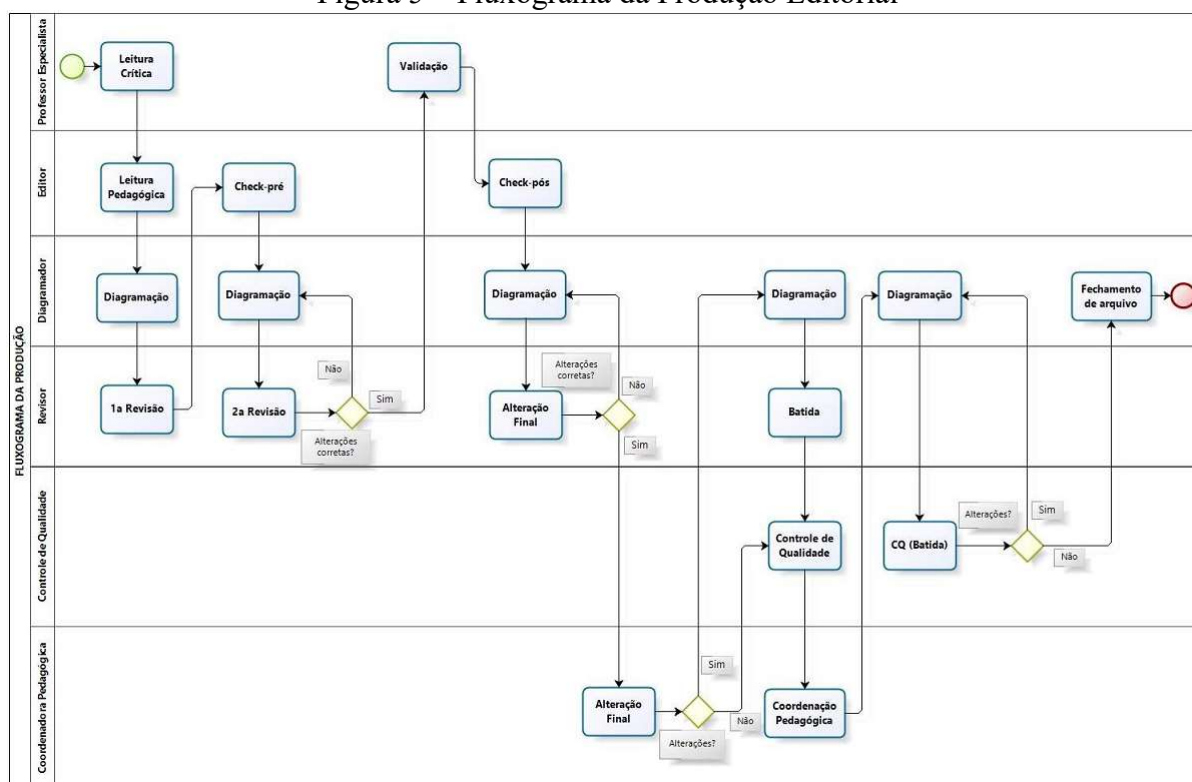 Figura 3 – Fluxograma da Produção Editorial
FLUXOGRAMA DA PRODUÇÃO
Professor Especialista
Leitura
Crítica
Validação
Editor
Leitura
Pedagógica
Check-pré
Check-pós
Diagramador
Diagramação
Diagramação
Diagramação
Diagramação
Diagramação
Fechamento
de arquivo
Revisor
1a Revisão
2a Revisão
Não
Sim
Alterações
corretas?
Alteração
Final
Alterações
corretas?
Não
Sim
Batida
Controle de Qualidade
Controle de
Qualidade
CQ (Batida)
Alterações?
Sim
Não
Coordenadora Pedagógica
Alteração
Final
Sim
Não
Alterações?
Coordenação
Pedagógica